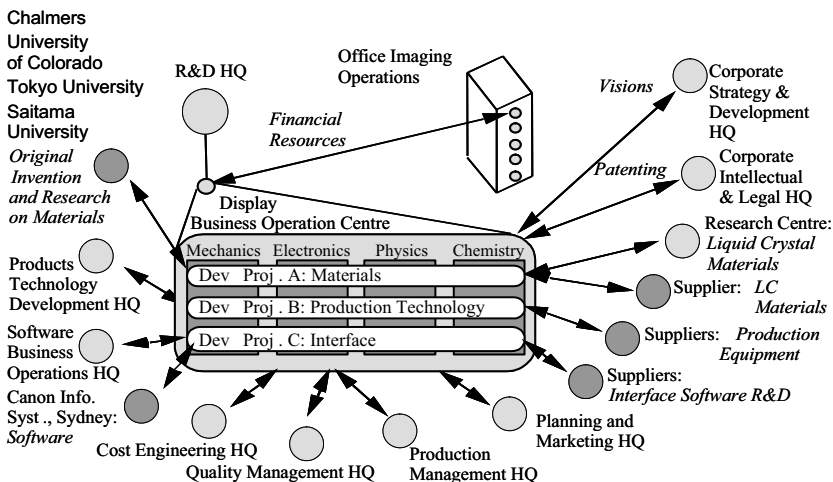 Chalmers
University
of Colorado
Tokyo University
Saitama
University
Original
Invention
and Research
on Materials
R&D HQ
Office Imaging
Operations
Financial
Resources
Visions
Corporate
Strategy &
Development
HQ
Patenting
Corporate
Intellectual
& Legal HQ
Display
Business Operation Centre
Mechanics Electronics Physics Chemistry
Dev Proj . A: Materials
Dev Proj . B: Production Technology
Dev Proj . C: Interface
Research Centre:
Liquid Crystal
Materials
Supplier: LC
Materials
Suppliers: Production
Equipment
Suppliers:
Interface Software R&D
Products
Technology
Development HQ
Software
Business
Operations HQ
Canon Info.
Syst ., Sydney:
Software
Cost Engineering HQ
Quality Management HQ
Production
Management HQ
Planning and
Marketing HQ